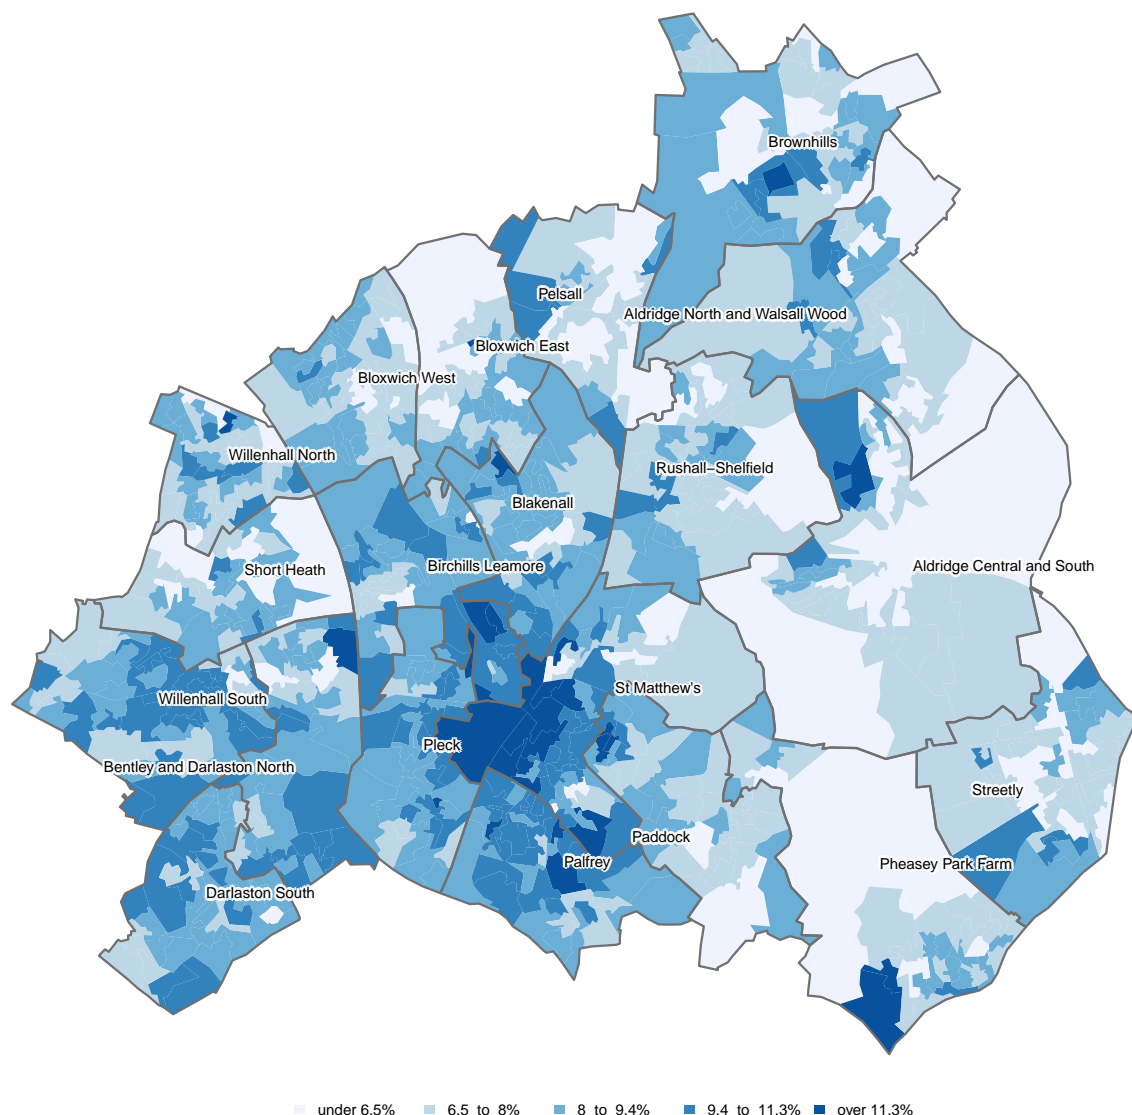 Brownhills
Pelsall
Aldridge North and Walsall Wood
Bloxwich East
Bloxwich West
Willenhall North
Rushall−Shelfield
Blakenall
Short Heath
Birchills Leamore
Aldridge Central and South
St Matthew's
Willenhall South
Pleck
Bentley and Darlaston North
Streetly
Paddock
Palfrey
Pheasey Park Farm
Darlaston South
under 6.5% 6.5 to 8% 8 to 9.4% 9.4 to 11.3% over 11.3%